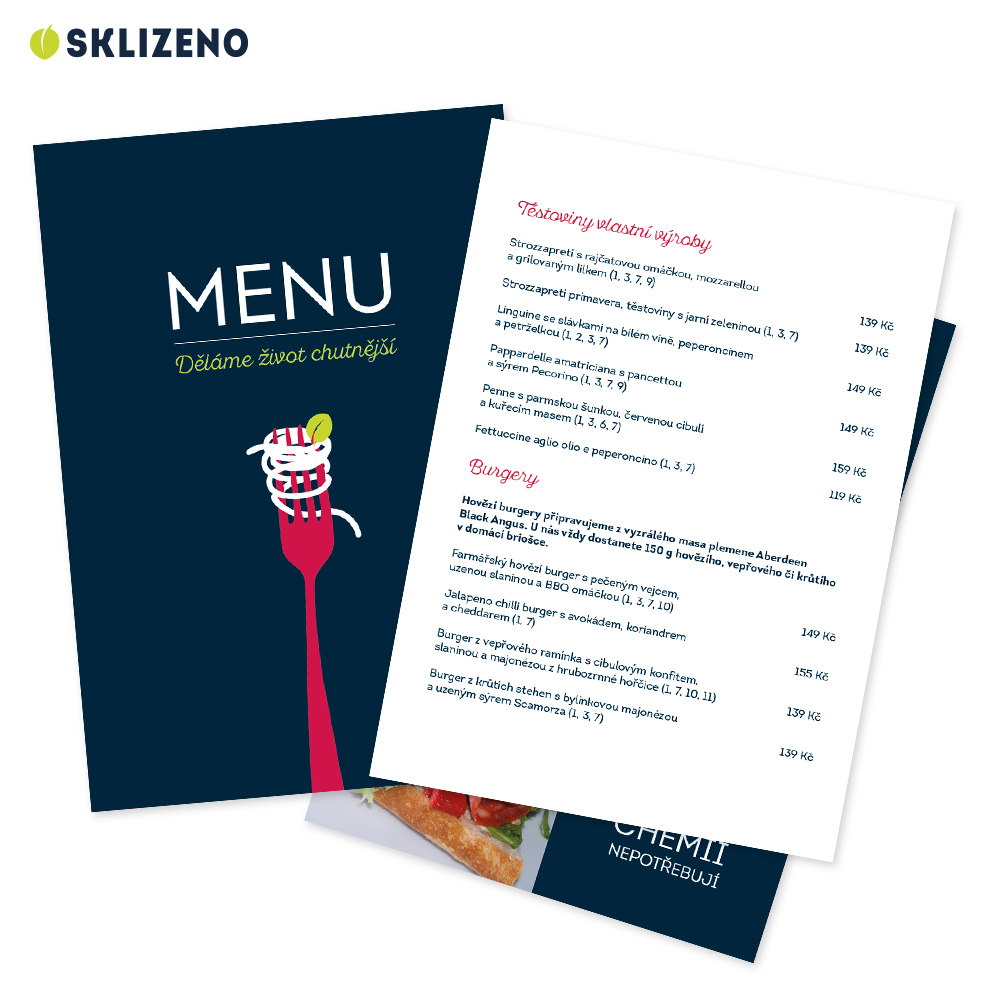 SKLIZENO
MENU
Děláme život chutnější
Těstoviny vlastní výroby
Strozzapreti s rajčatovou omáčkou, mozzarellou
a grilovaným lilkem (1, 3, 7, 9)
139 Kč
Strozzapreti primavera, těstoviny s jarní zeleninou (1, 3, 7)
139 Kč
Linguine se slávkami na bílém víně, peperoncinem
a petrželkou (1, 2, 3, 7)
149 Kč
Pappardelle amatriciana s pancettou
a sýrem Pecorino (1, 3, 7, 9)
149 Kč
Penne s parmskou šunkou, červenou cibulí
a kuřecím masem (1, 3, 6, 7)
159 Kč
Fettuccine aglio olio e peperoncino (1, 3, 7)
119 Kč
Burgery
Hovězí burgery připravujeme z vyzrálého masa plemene Aberdeen
Black Angus. U nás vždy dostanete 150 g hovězího, vepřového či krůtího
v domácí briošce.
Farmářský hovězí burger s pečeným vejcem,
uzenou slaninou a BBQ omáčkou (1, 3, 7, 10)
149 Kč
Jalapeno chilli burger s avokádem, koriandrem
a cheddarem (1, 7)
155 Kč
Burger z vepřového ramínka s cibulovým konfitem,
slaninou a majonézou z hrubozrnné hořčice (1, 7, 10, 11)
139 Kč
Burger z krůtích stehen s bylinkovou majonézou
a uzeným sýrem Scamorza (1, 3, 7)
139 Kč
CHEMII
NEPOTŘEBUJÍ